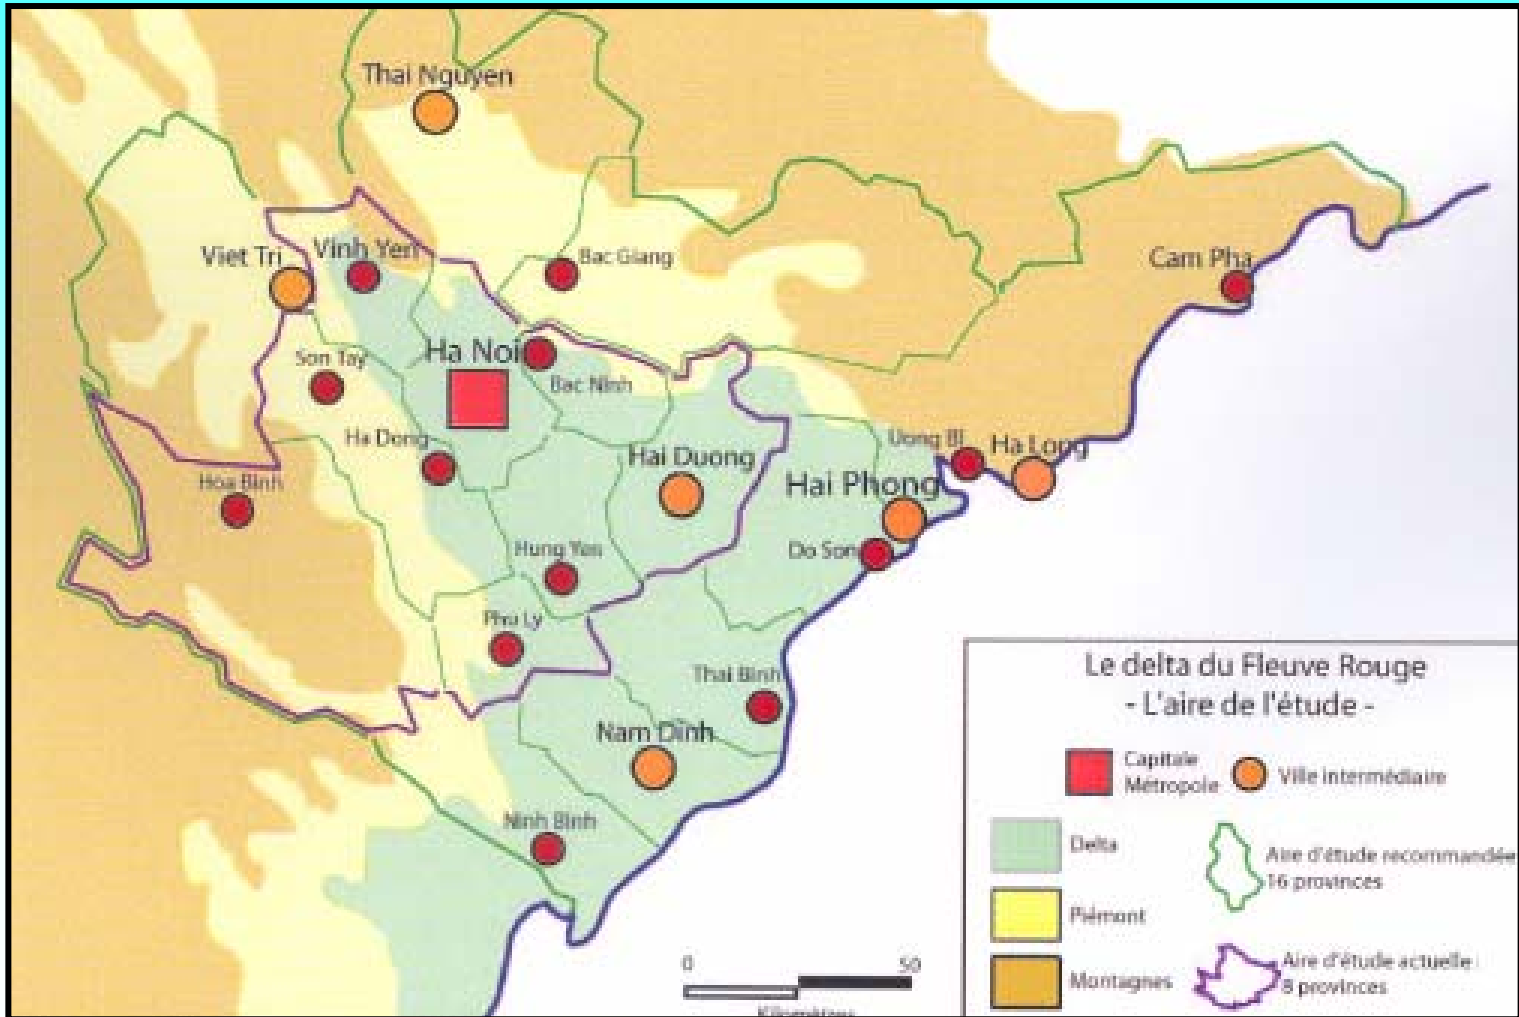 Thai Nguyen
Viet Tri
Vinh Yen
Bac Giang
Cam Pha
Son Tay
Ha Noi
Bac Ninh
Ha Dong
Hai Duong
Uong Bi
Ha Long
Hoa Binh
Hai Phong
Hung Yen
Do Son
Phu Ly
Thai Binh
Nam Dinh
Ninh Binh
Le delta du Fleuve Rouge
- L'aire de l'étude -
Capitale
Métropole
Ville intermédiaire
Delta
Aire d'étude recommandée
16 provinces
Piémont
Aire d'étude actuelle :
8 provinces
Montagnes
0 50
Kilomètres